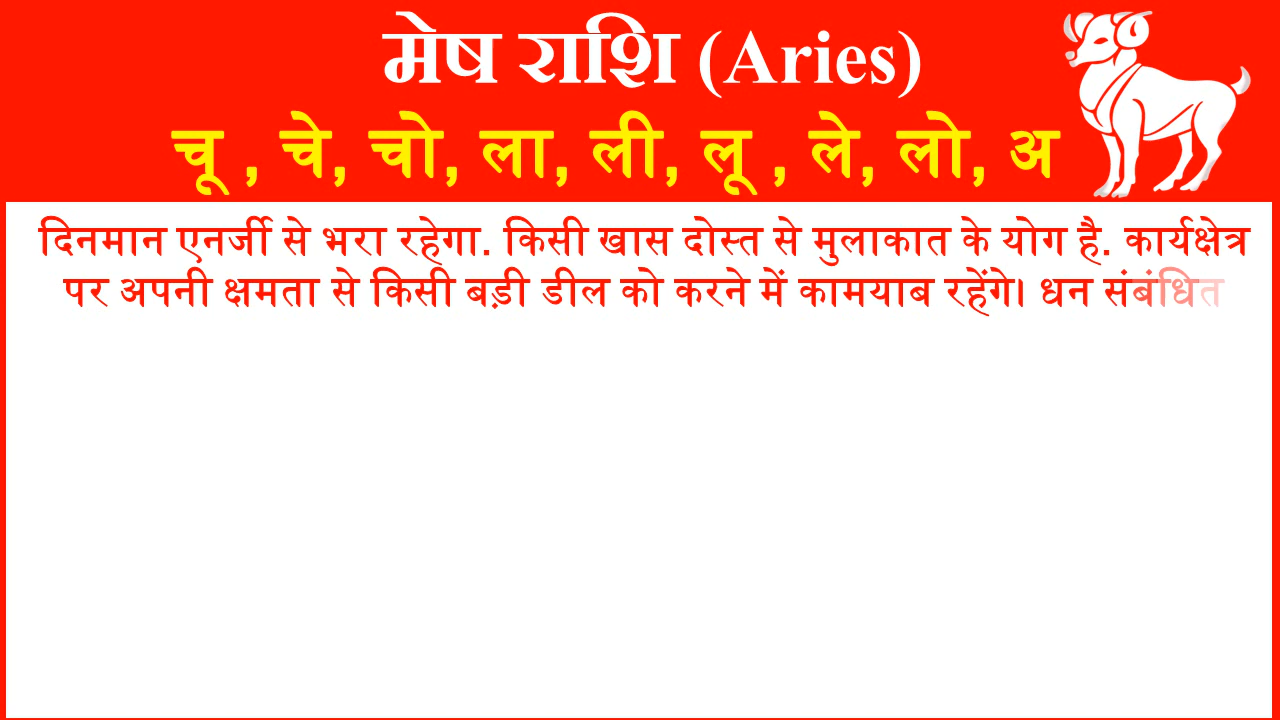 मेष राशि (Aries)
चू , चे, चो, ला, ली, लू , ले, लो, अ
दिनमान एनर्जी से भरा रहेगा. किसी खास दोस्त से मुलाकात के योग है. कार्यक्षेत्र
पर अपनी क्षमता से किसी बड़ी डील को करने में कामयाब रहेंगे। धन संबंधित